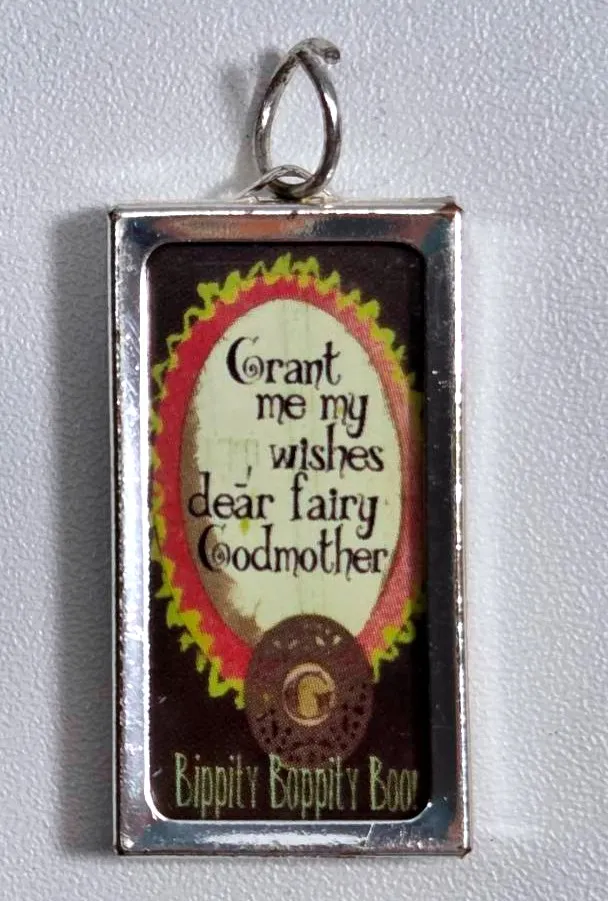 Grant
me my
wishes
dear fairy
Godmother
G
Bippity Boppity Boo!